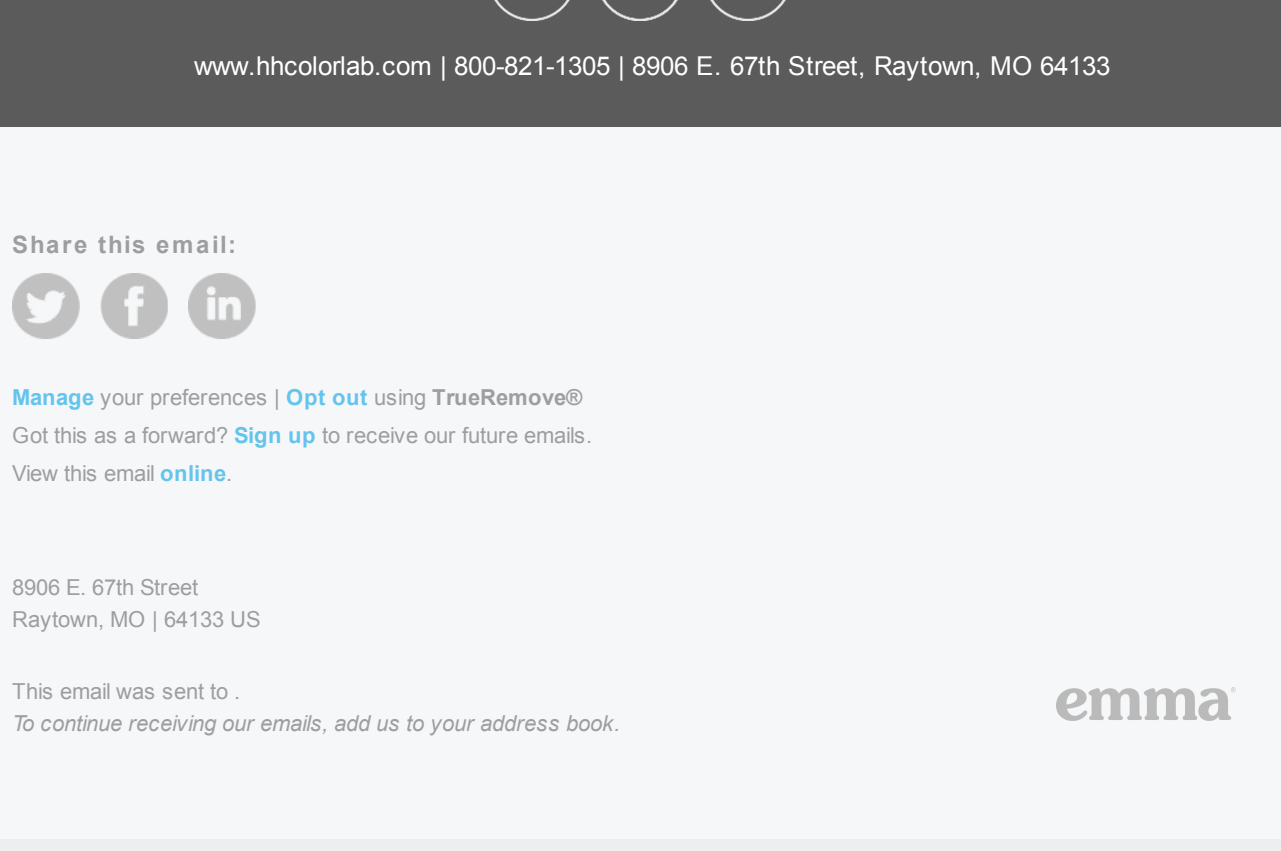 www.hhcolorlab.com | 800-821-1305 | 8906 E. 67th Street, Raytown, MO 64133
Share this email:
Manage your preferences | Opt out using TrueRemove®
Got this as a forward? Sign up to receive our future emails.
View this email online.
8906 E. 67th Street
Raytown, MO | 64133 US
This email was sent to .
To continue receiving our emails, add us to your address book.
emma®